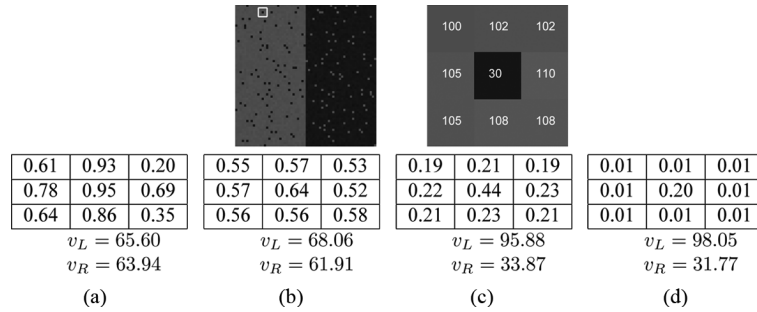 100 102 102
105 30 110
105 108 108
0.61 0.93 0.20 0.55 0.57 0.53 0.19 0.21 0.19 0.01 0.01 0.01
0.78 0.95 0.69 0.57 0.64 0.52 0.22 0.44 0.23 0.01 0.20 0.01
0.64 0.86 0.35 0.56 0.56 0.58 0.21 0.23 0.21 0.01 0.01 0.01
v_L = 65.60 v_L = 68.06 v_L = 95.88 v_L = 98.05
v_R = 63.94 v_R = 61.91 v_R = 33.87 v_R = 31.77
(a) (b) (c) (d)